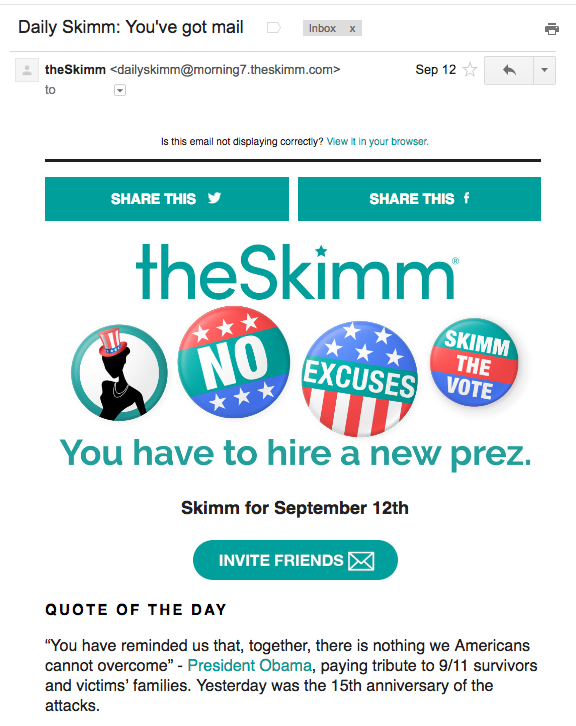 Daily Skimm: You've got mail
Inbox x
theSkimm <dailyskimm@morning7.theskimm.com>
Sep 12
to
Is this email not displaying correctly? View it in your browser.
SHARE THIS
SHARE THIS f
theSkimm®
NO
EXCUSES
SKIMM
THE
VOTE
You have to hire a new prez.
Skimm for September 12th
INVITE FRIENDS
QUOTE OF THE DAY
“You have reminded us that, together, there is nothing we Americans
cannot overcome” - President Obama, paying tribute to 9/11 survivors
and victims’ families. Yesterday was the 15th anniversary of the
attacks.